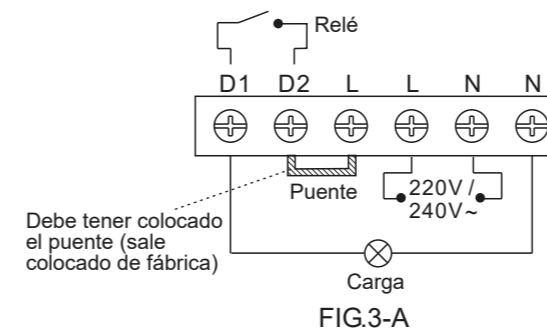 Relé
D1 D2 L L N N
Puente
220V /
240V~
Debe tener colocado
el puente (sale
colocado de fábrica)
Carga
FIG.3-A